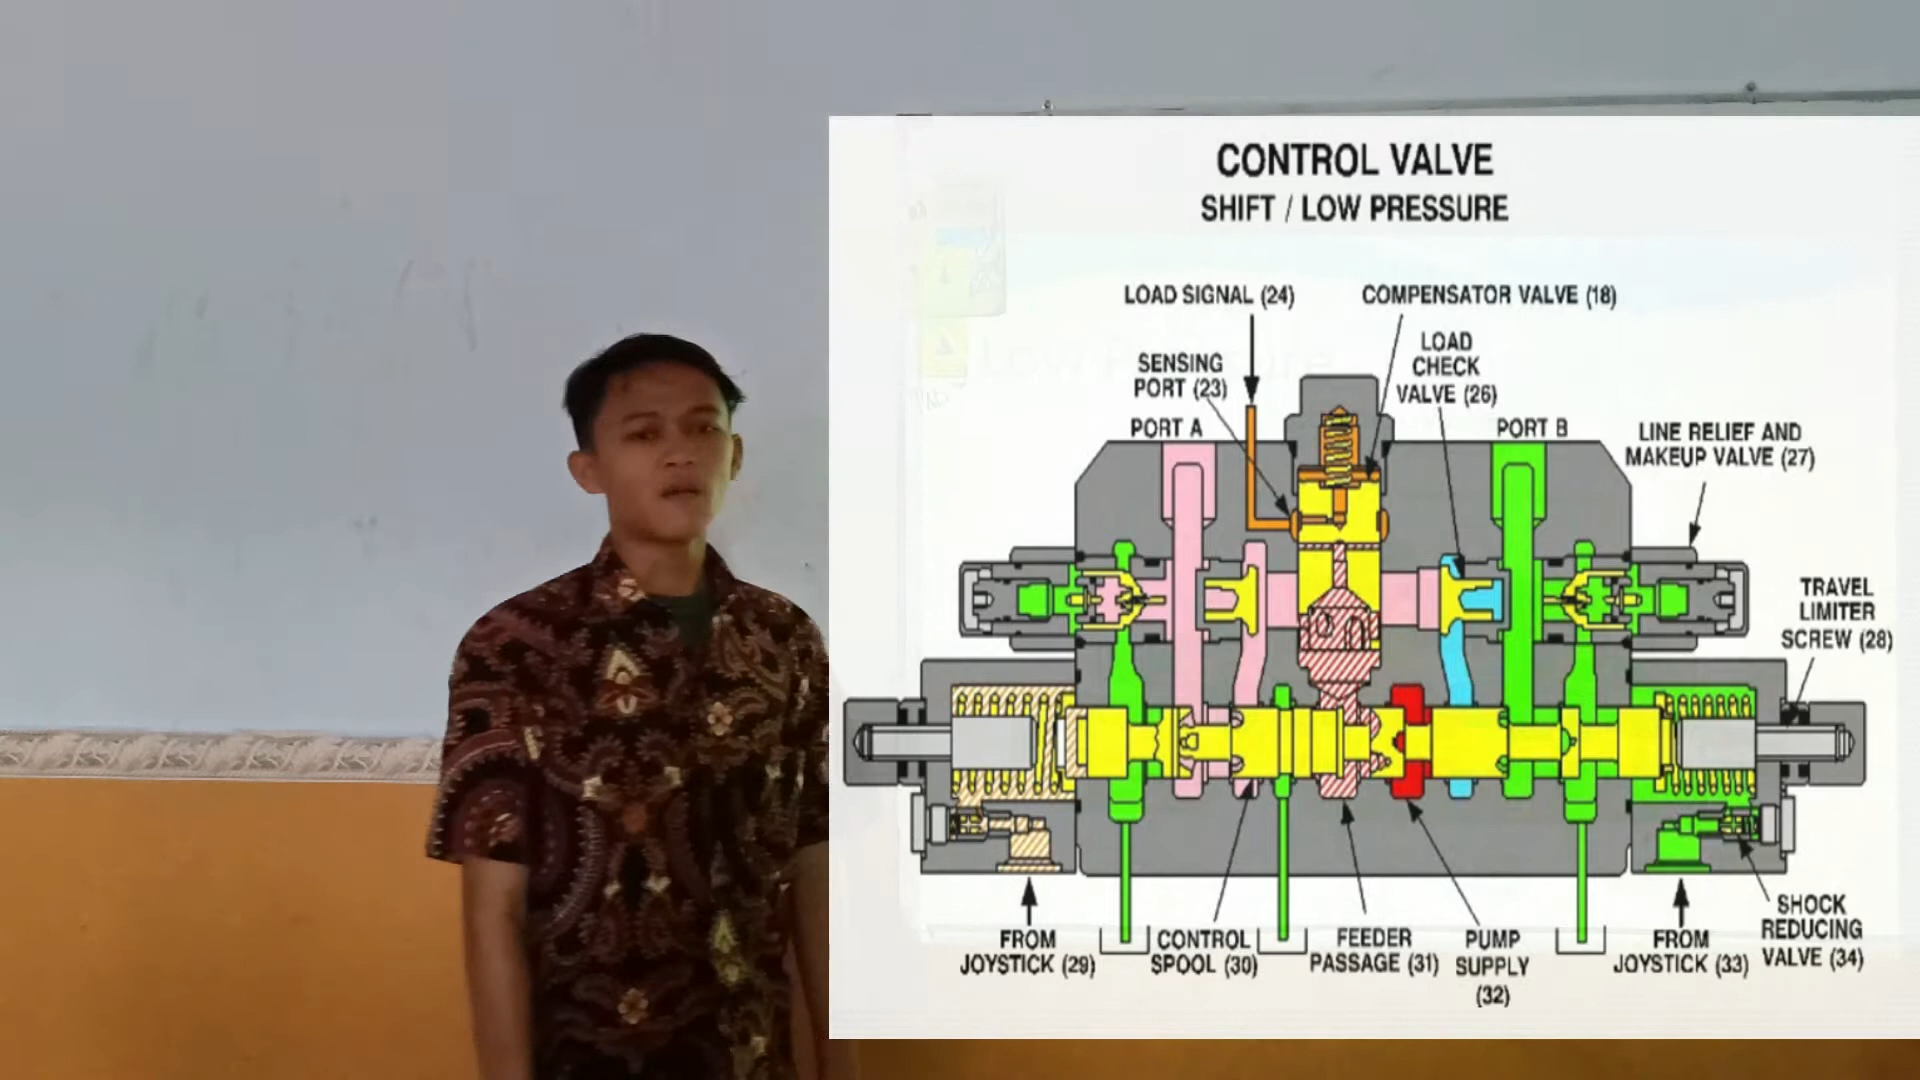 CONTROL VALVE
SHIFT / LOW PRESSURE
LOAD SIGNAL (24)
COMPENSATOR VALVE (18)
SENSING
PORT (23)
LOAD
CHECK
VALVE (26)
PORT A
PORT B
LINE RELIEF AND
MAKEUP VALVE (27)
TRAVEL
LIMITER
SCREW (28)
FROM
JOYSTICK (29)
CONTROL
SPOOL (30)
FEEDER
PASSAGE (31)
PUMP
SUPPLY
(32)
FROM
JOYSTICK (33)
SHOCK
REDUCING
VALVE (34)
Low Pressure